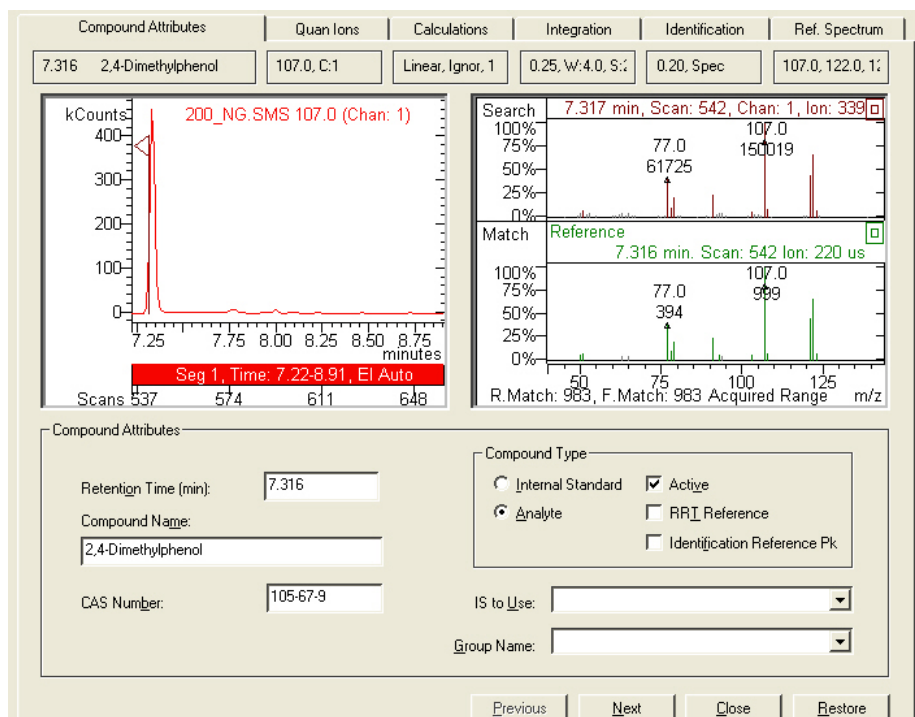 Compound Attributes Quan Ions Calculations Integration Identification Ref. Spectrum
7.316 2,4-Dimethylphenol 107.0, C:1 Linear, Ignor, 1 0.25, W:4.0, S:2 0.20, Spec 107.0, 122.0, 12
kCounts 200_NG.SMS 107.0 (Chan: 1)
400
300
200
100
0
7.25 7.75 8.00 8.25 8.50 8.75
minutes
Seg 1, Time: 7.22-8.91, EI Auto
Scans 537 574 611 648
Search 7.317 min, Scan: 542, Chan: 1, Ion: 339
100% 107.0
75% 77.0 150019
50% 61725
25%
0%
Match Reference
7.316 min. Scan: 542 Ion: 220 us
100% 107.0
75% 77.0 999
50% 394
25%
0%
50 75 100 125
R.Match: 983, F.Match: 983 Acquired Range m/z
Compound Attributes
Retention Time (min): 7.316
Compound Name:
2,4-Dimethylphenol
CAS Number: 105-67-9
Compound Type
Internal Standard Active
Analyte RRT Reference
Identification Reference Pk
IS to Use:
Group Name:
Previous Next Close Restore